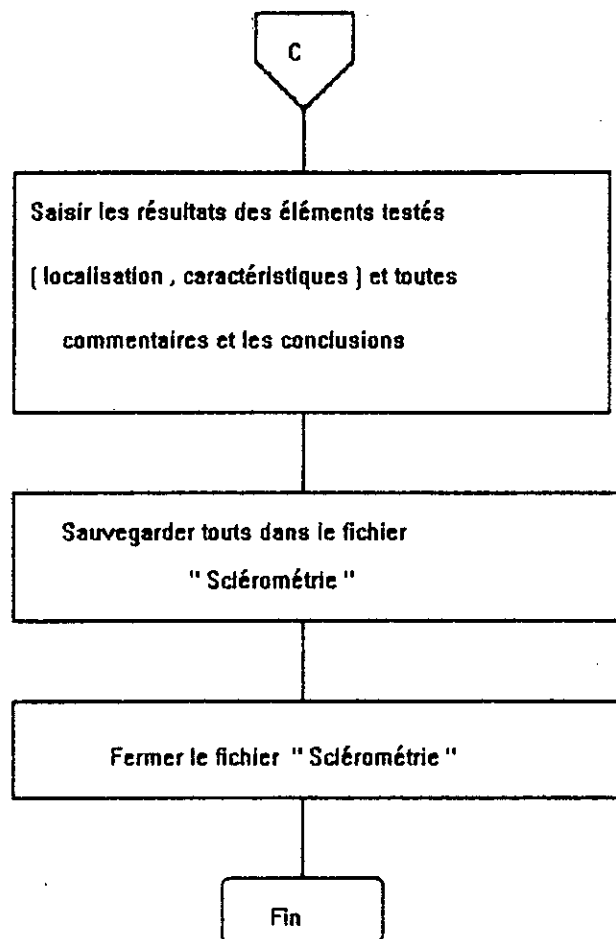 C
Saisir les résultats des éléments testés
( localisation , caractéristiques ) et toutes
commentaires et les conclusions
Sauvegarder touts dans le fichier
" Sclérométrie "
Fermer le fichier " Sclérométrie "
Fin